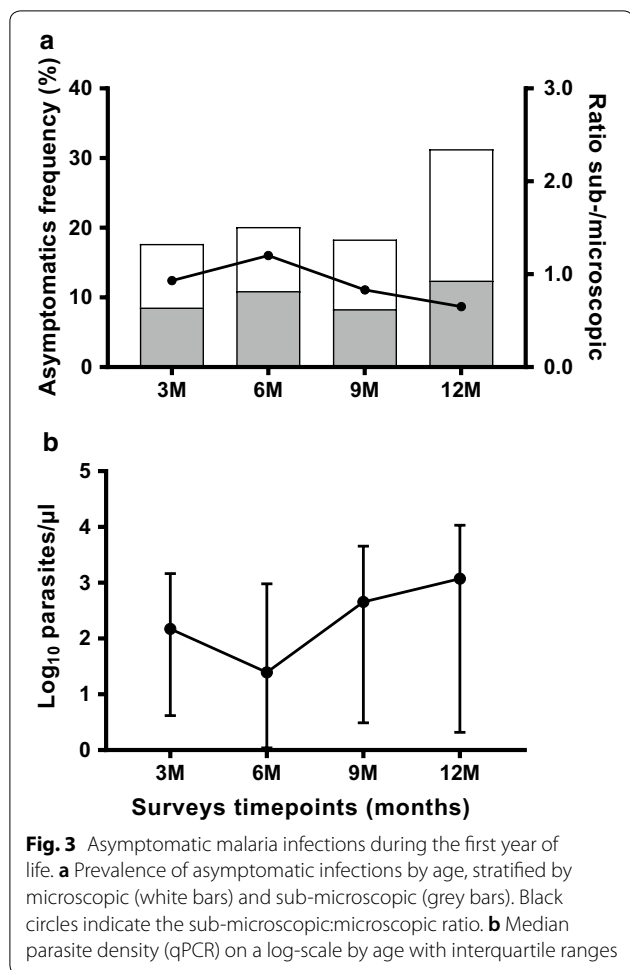 a
40
30
20
10
0
Asymptomatics frequency (%)
3.0
2.0
1.0
0.0
Ratio sub-/microscopic
3M 6M 9M 12M
b
5
4
3
2
1
0
Log10 parasites/µl
3M 6M 9M 12M
Surveys timepoints (months)
Fig. 3 Asymptomatic malaria infections during the first year of
life. a Prevalence of asymptomatic infections by age, stratified by
microscopic (white bars) and sub-microscopic (grey bars). Black
circles indicate the sub-microscopic:microscopic ratio. b Median
parasite density (qPCR) on a log-scale by age with interquartile ranges